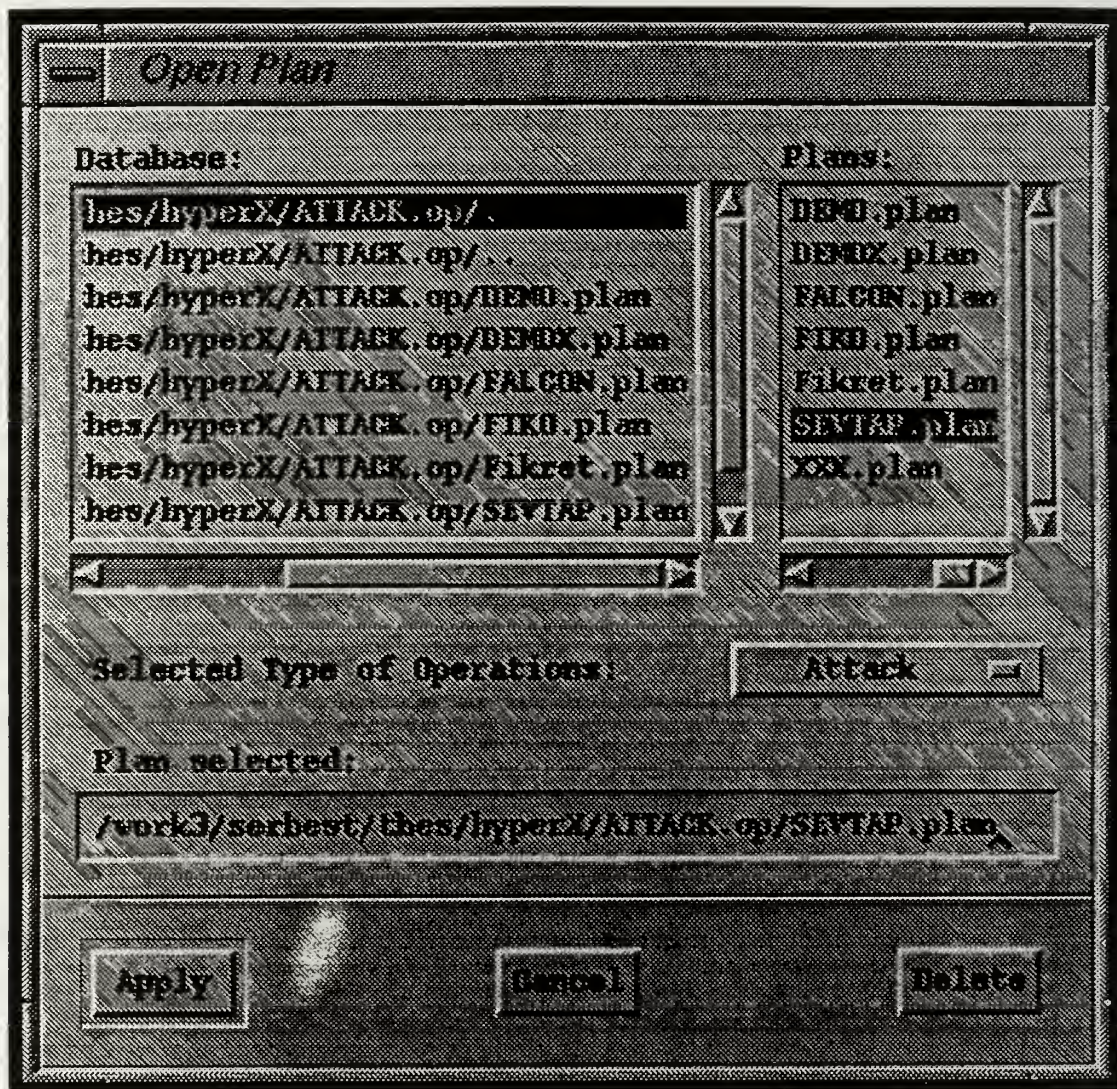 Open Plan
Database:
hes/hyperX/ATTACK.op/.
hes/hyperX/ATTACK.op/..
hes/hyperX/ATTACK.op/DEMO.plan
hes/hyperX/ATTACK.op/DEMOX.plan
hes/hyperX/ATTACK.op/FALCON.plan
hes/hyperX/ATTACK.op/FIKO.plan
hes/hyperX/ATTACK.op/Fikret.plan
hes/hyperX/ATTACK.op/SEVTAP.plan
Plans:
DEMO.plan
DEMOX.plan
FALCON.plan
FIKO.plan
Fikret.plan
SEVTAP.plan
XXX.plan
Selected Type of Operations:
Attack
Plan selected:
/work3/serbest/thes/hyperX/ATTACK.op/SEVTAP.plan
Apply
Cancel
Delete